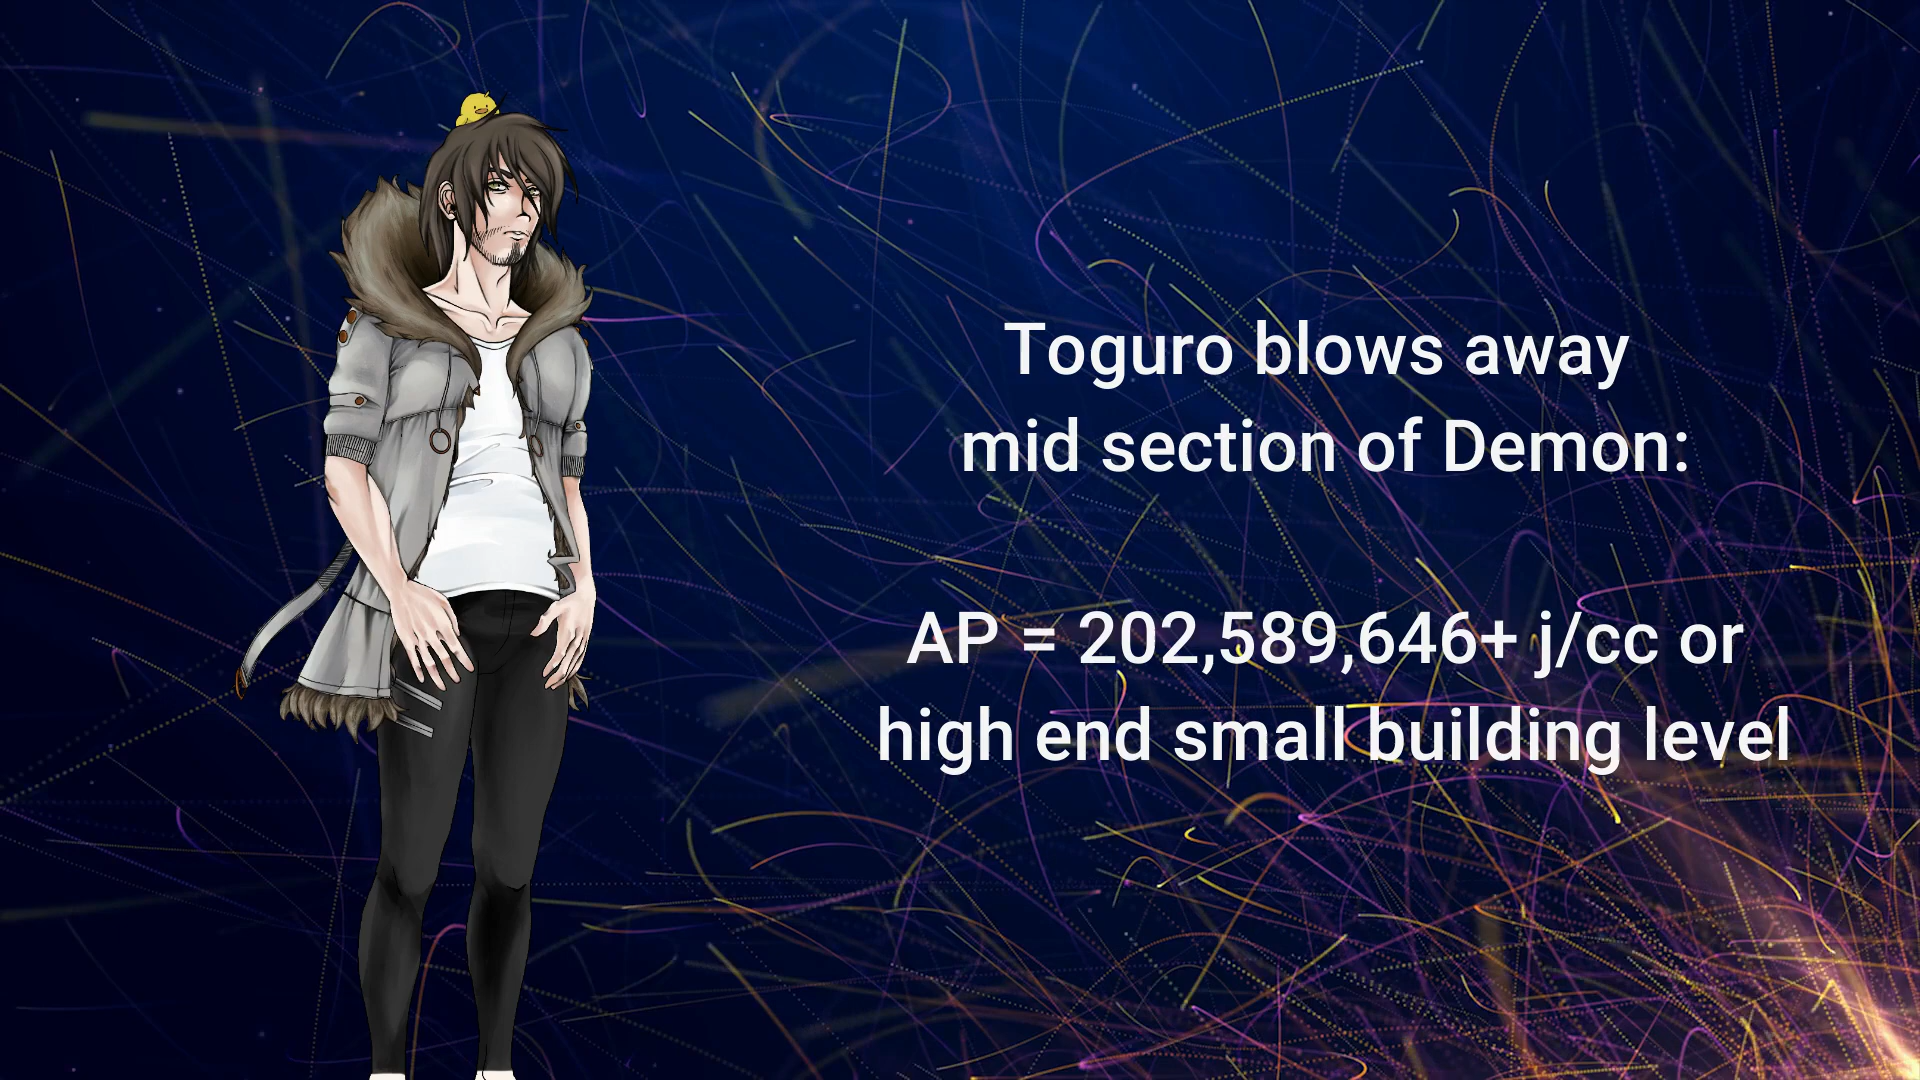 Toguro blows away
mid section of Demon:
AP = 202,589,646+ j/cc or
high end small building level